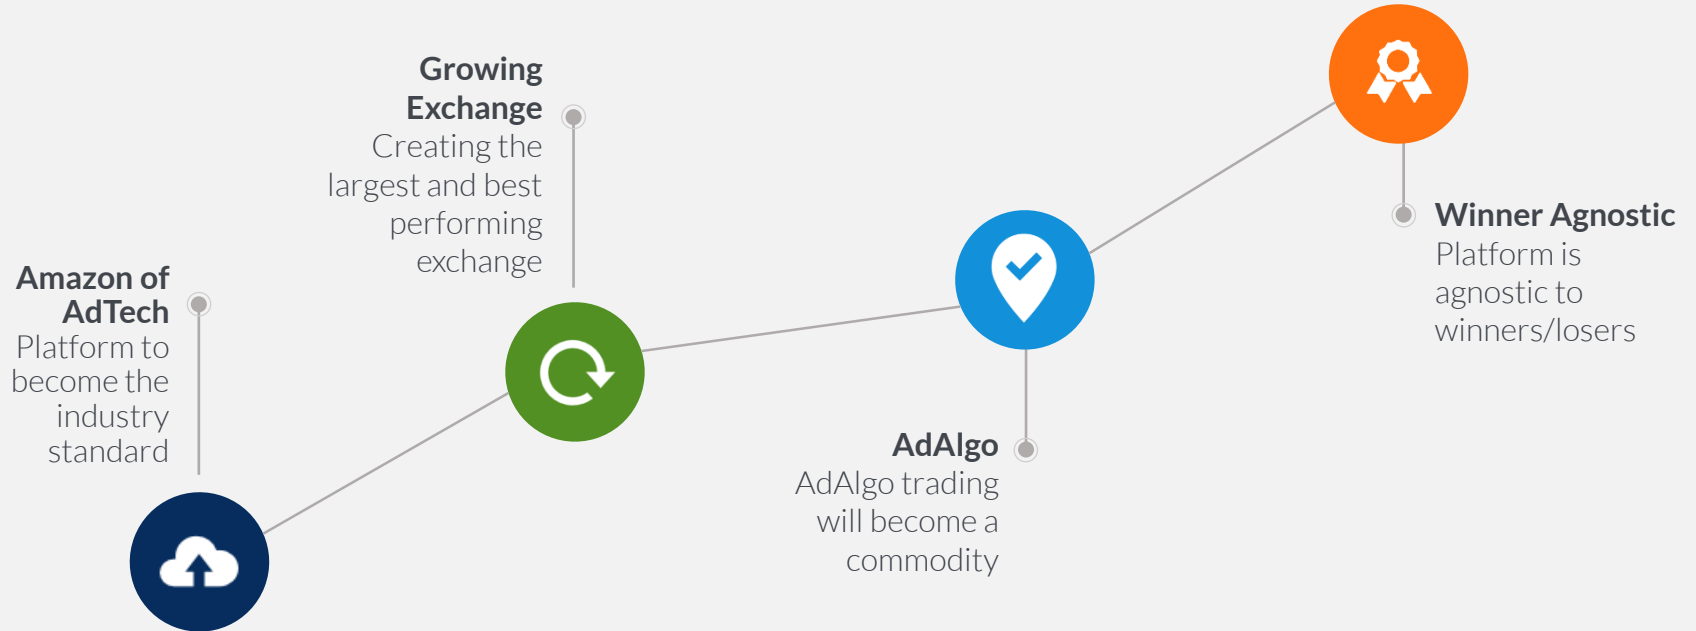 Amazon of
AdTech
Platform to
become the
industry
standard
Growing
Exchange
Creating the
largest and best
performing
exchange
AdAlgo
AdAlgo trading
will become a
commodity
Winner Agnostic
Platform is
agnostic to
winners/losers